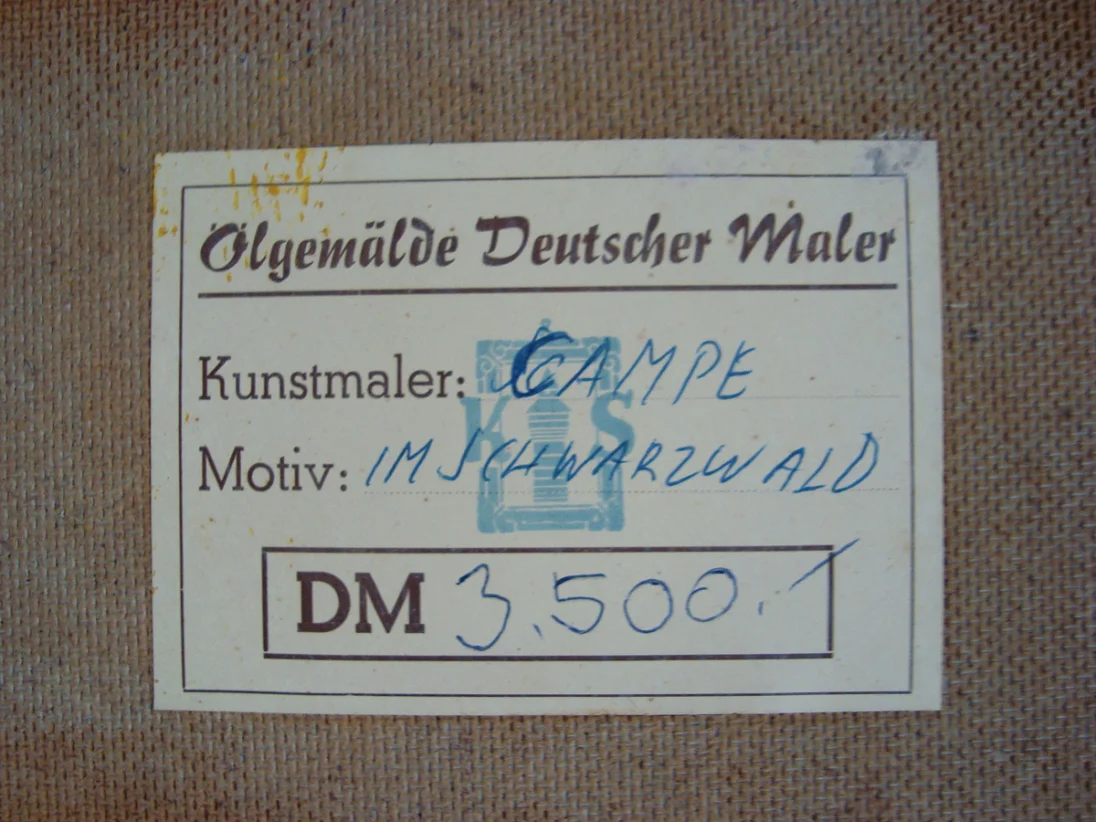 Ölgemälde Deutscher Maler
Kunstmaler: CAMPE
K S
Motiv: IM SCHWARZWALD
DM 3.500.-